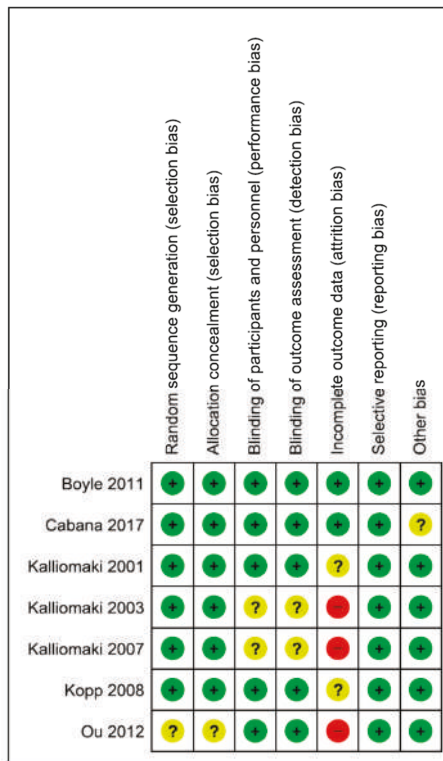 Random sequence generation (selection bias)
Allocation concealment (selection bias)
Blinding of participants and personnel (performance bias)
Blinding of outcome assessment (detection bias)
Incomplete outcome data (attrition bias)
Selective reporting (reporting bias)
Other bias
Boyle 2011 + + + + + + +
Cabana 2017 + + + + + + ?
Kalliomaki 2001 + + + + ? + +
Kalliomaki 2003 + + ? ? - + +
Kalliomaki 2007 + + ? ? - + +
Kopp 2008 + + + + ? + +
Ou 2012 ? ? + + - + +